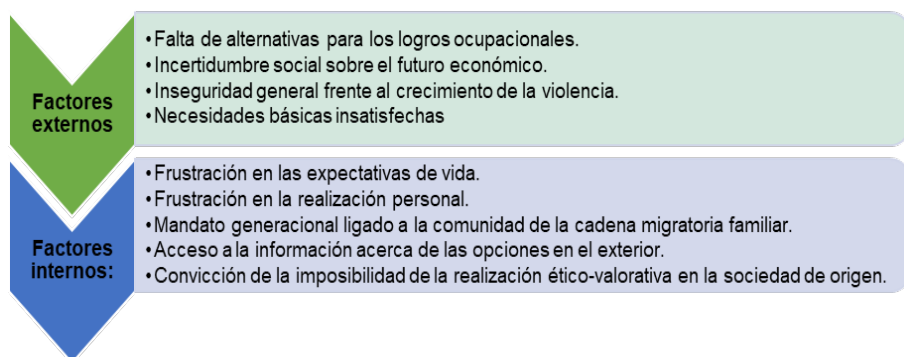 Factores
externos
•Falta de alternativas para los logros ocupacionales.
•Incertidumbre social sobre el futuro económico.
•Inseguridad general frente al crecimiento de la violencia.
•Necesidades básicas insatisfechas
Factores
internos:
•Frustración en las expectativas de vida.
•Frustración en la realización personal.
•Mandato generacional ligado a la comunidad de la cadena migratoria familiar.
•Acceso a la información acerca de las opciones en el exterior.
•Convicción de la imposibilidad de la realización ético-valorativa en la sociedad de origen.